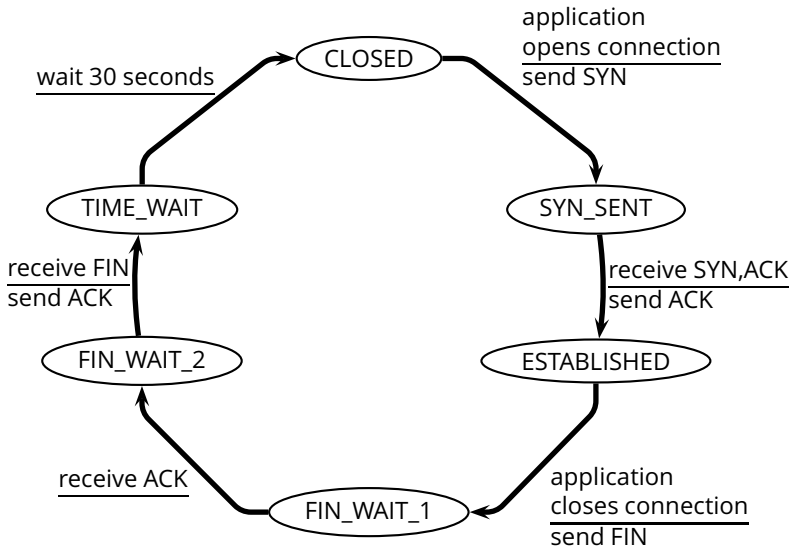 CLOSED
application
opens connection
send SYN
wait 30 seconds
TIME_WAIT
SYN_SENT
receive FIN
send ACK
receive SYN,ACK
send ACK
FIN_WAIT_2
ESTABLISHED
receive ACK
FIN_WAIT_1
application
closes connection
send FIN